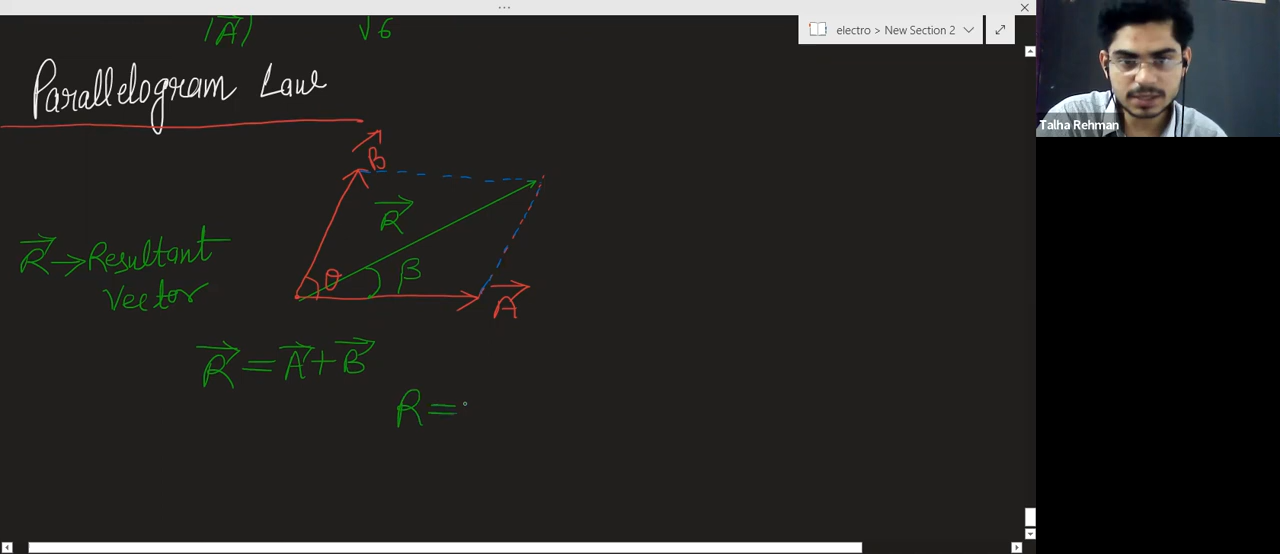 ...
electro > New Section 2
|A| √6
Parallelogram Law
Talha Rehman
B
R
R → Resultant
Vector
θ β
A
R = A + B
R =